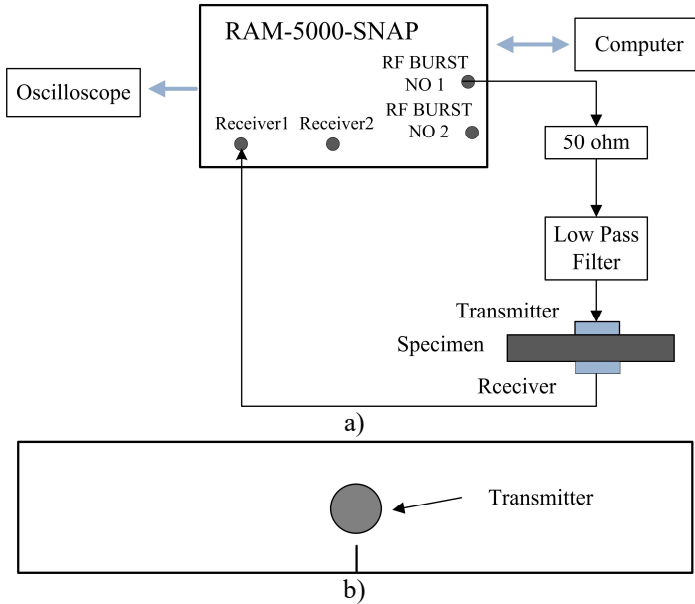 RAM-5000-SNAP
RF BURST
NO 1
Computer
Oscilloscope
Receiver1
Receiver2
RF BURST
NO 2
50 ohm
Low Pass
Filter
Transmitter
Specimen
Rceciver
a)
Transmitter
b)